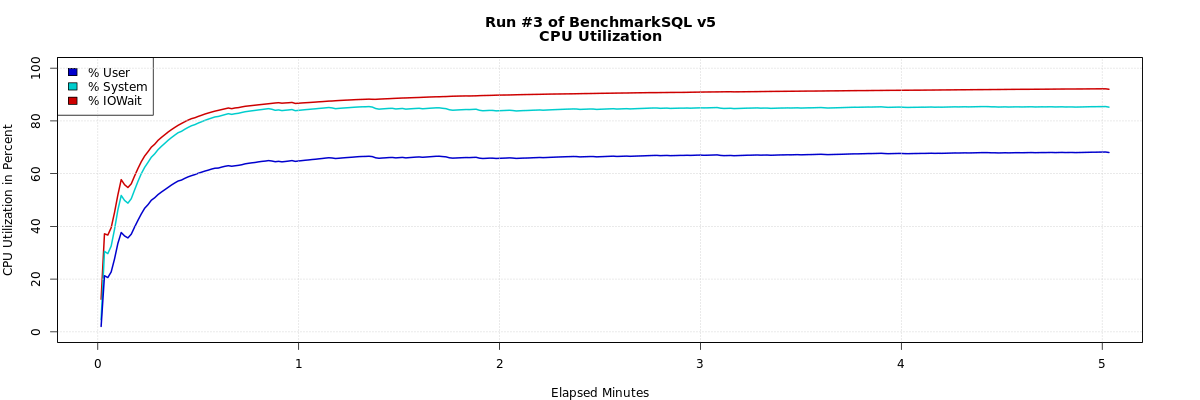 Run #3 of BenchmarkSQL v5
CPU Utilization
% User
% System
% IOWait
CPU Utilization in Percent
100
80
60
40
20
0
0 1 2 3 4 5
Elapsed Minutes